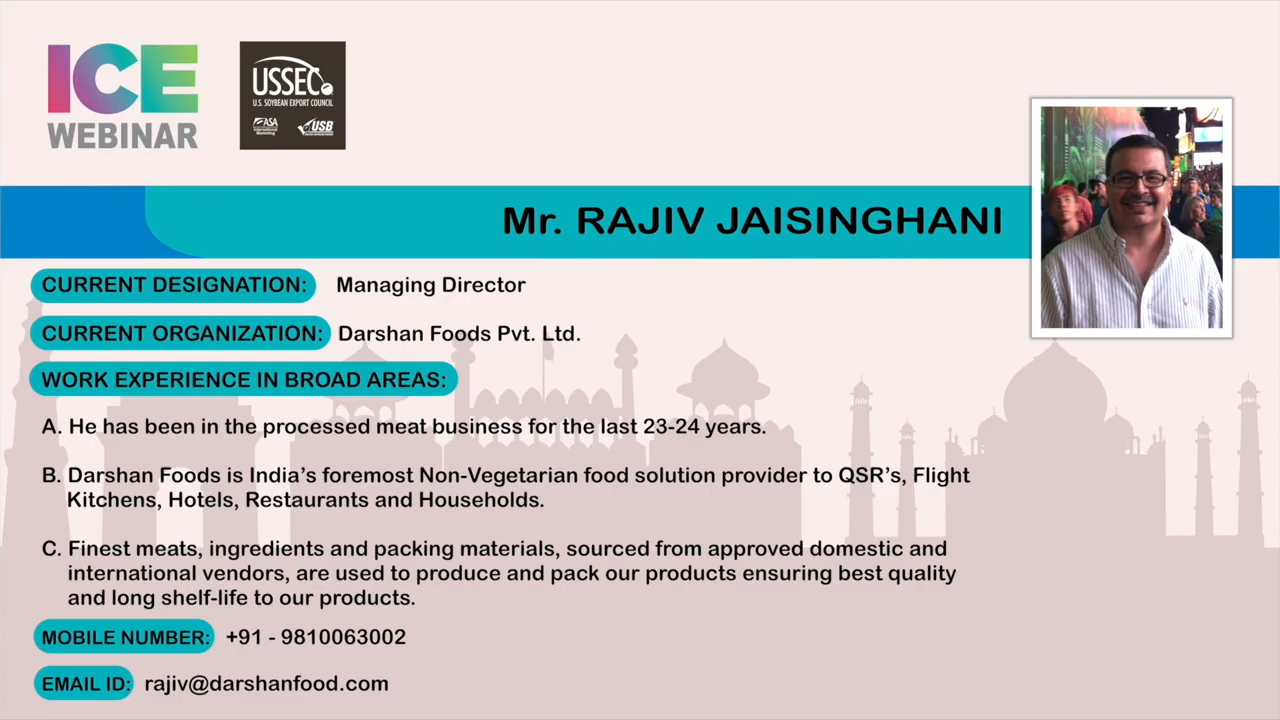 ICE
WEBINAR
USSEC
U.S. SOYBEAN EXPORT COUNCIL
ASA
International
Marketing
USB
Mr. RAJIV JAISINGHANI
CURRENT DESIGNATION: Managing Director
CURRENT ORGANIZATION: Darshan Foods Pvt. Ltd.
WORK EXPERIENCE IN BROAD AREAS:
A. He has been in the processed meat business for the last 23-24 years.
B. Darshan Foods is India's foremost Non-Vegetarian food solution provider to QSR's, Flight
Kitchens, Hotels, Restaurants and Households.
C. Finest meats, ingredients and packing materials, sourced from approved domestic and
international vendors, are used to produce and pack our products ensuring best quality
and long shelf-life to our products.
MOBILE NUMBER: +91 - 9810063002
EMAIL ID: rajiv@darshanfood.com